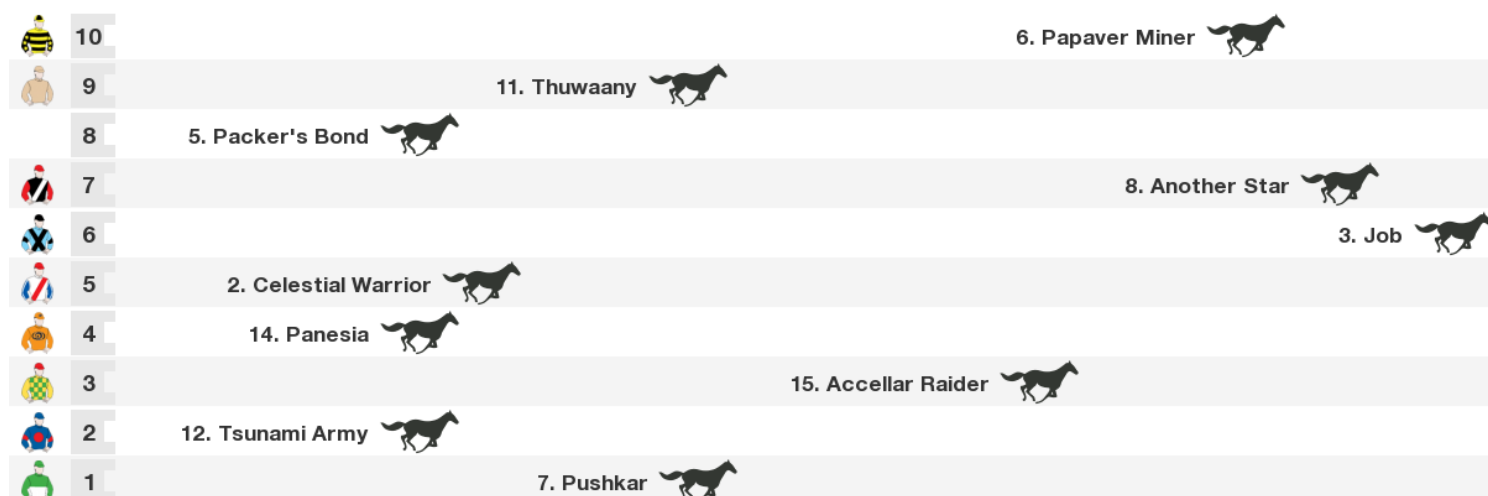 10 6. Papaver Miner
9 11. Thuwaany
8 5. Packer's Bond
7 8. Another Star
6 3. Job
5 2. Celestial Warrior
4 14. Panesia
3 15. Accellar Raider
2 12. Tsunami Army
1 7. Pushkar